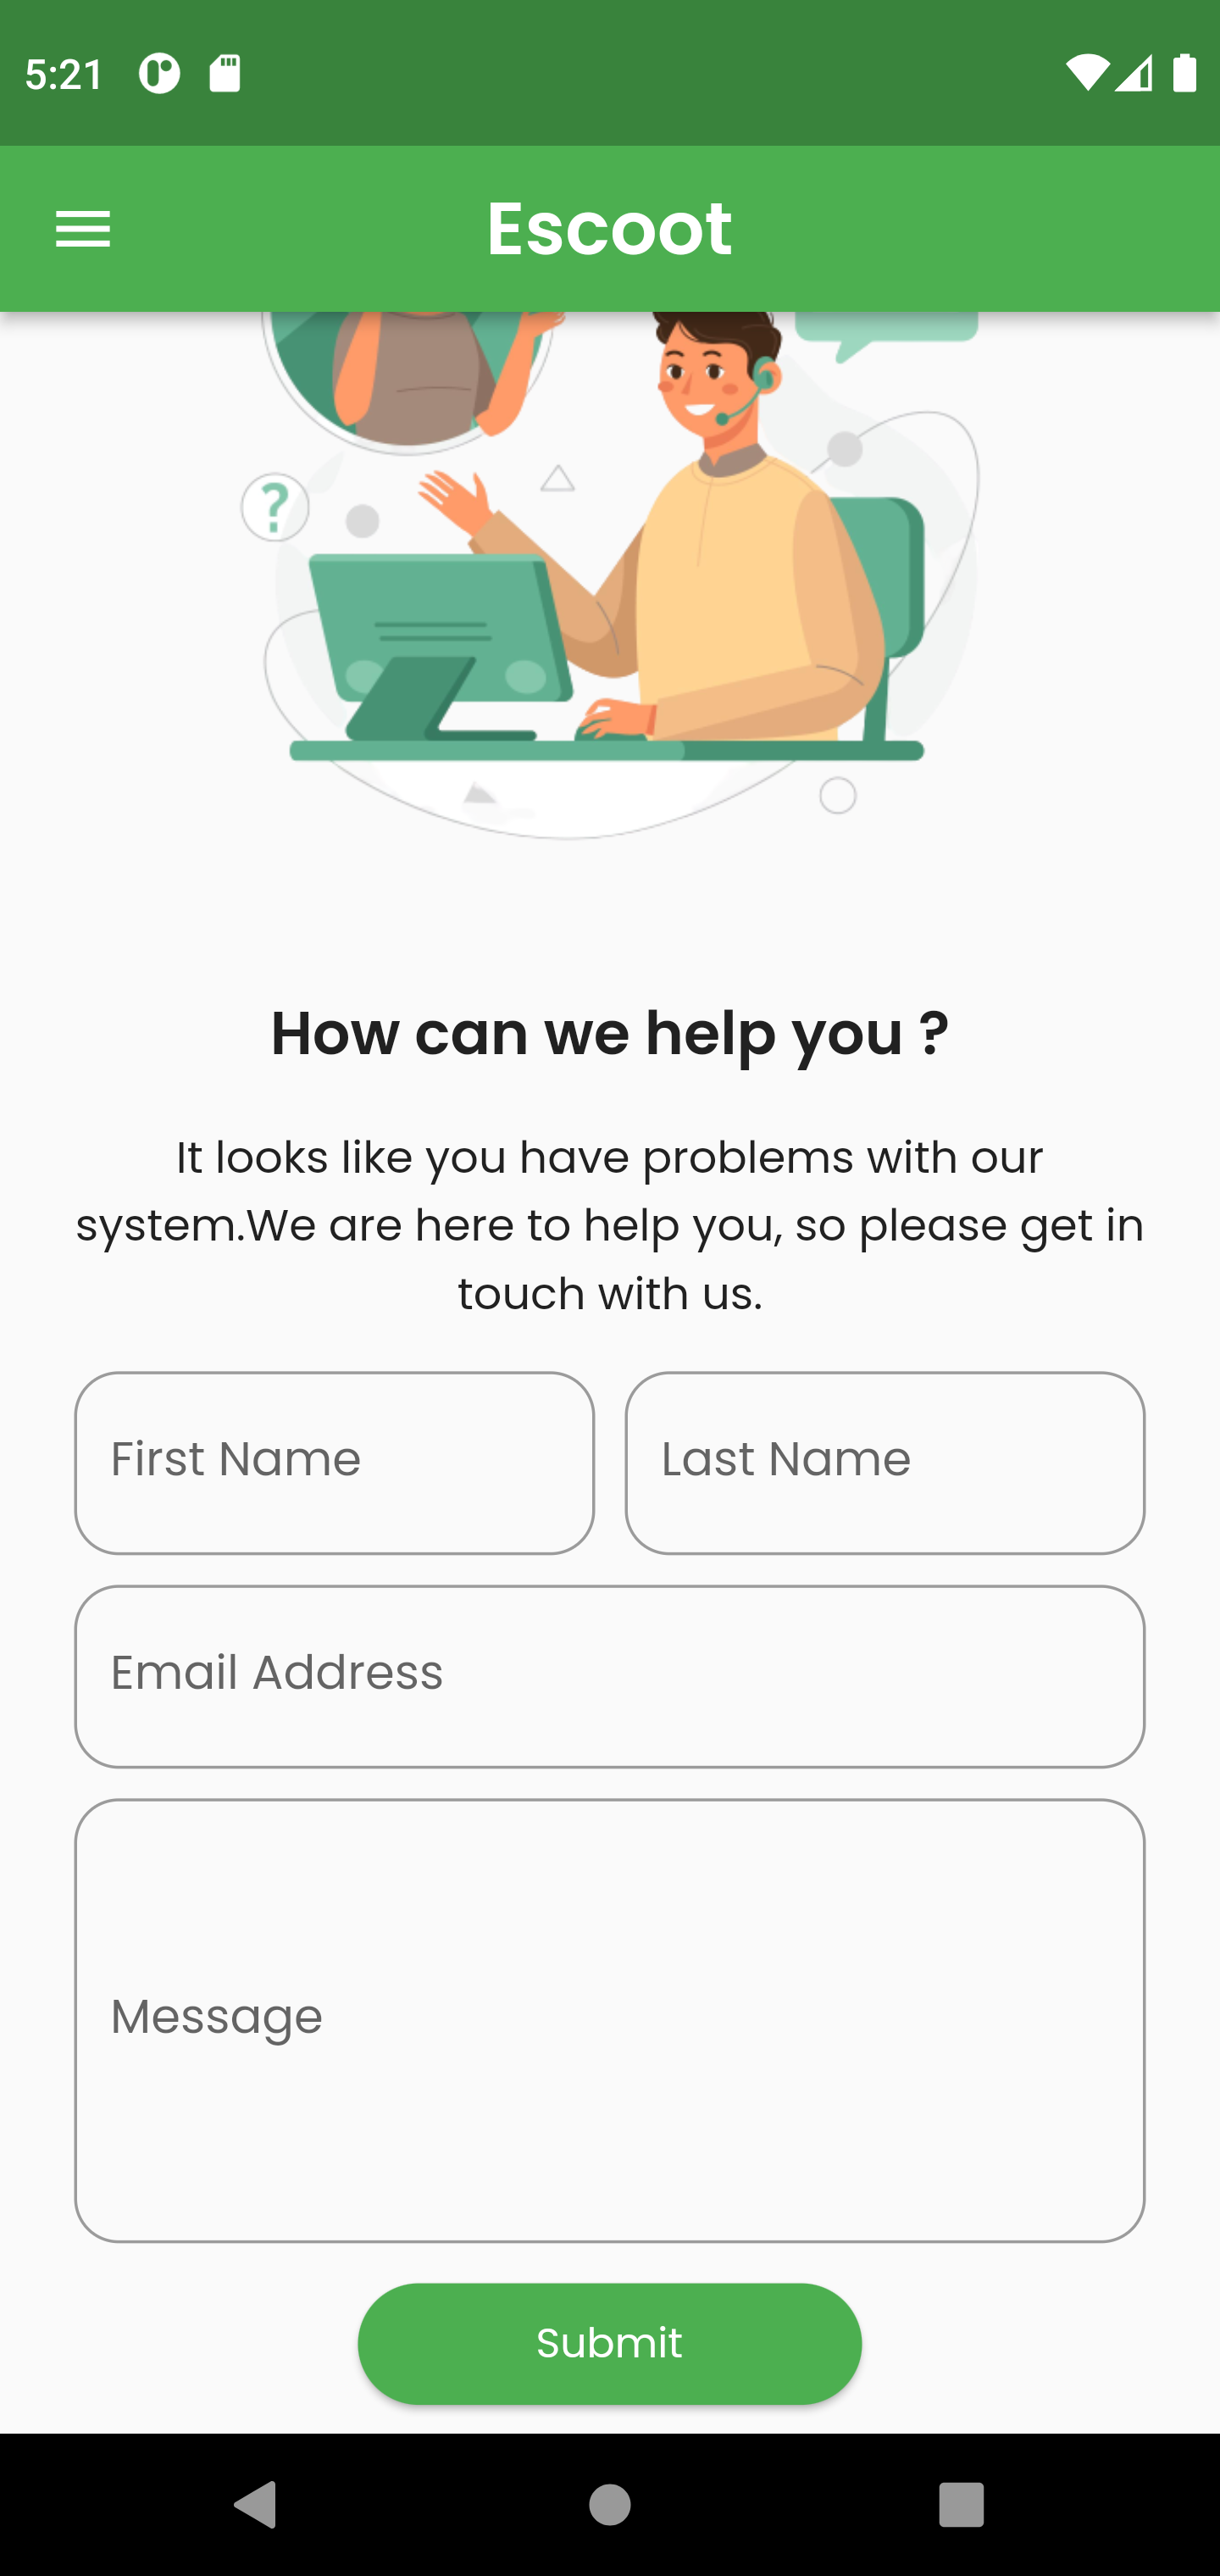 5:21
Escoot
?
How can we help you ?
It looks like you have problems with our
system.We are here to help you, so please get in
touch with us.
First Name
Last Name
Email Address
Message
Submit